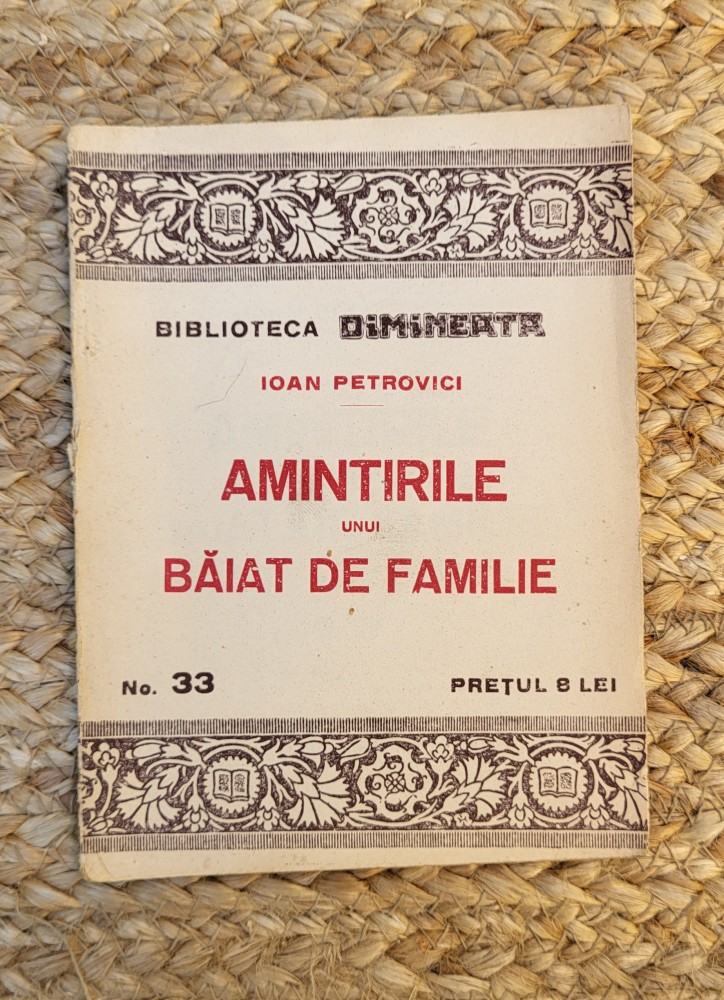 BIBLIOTECA DiMiNEATA
IOAN PETROVICI
AMINTIRILE
UNUI
BĂIAT DE FAMILIE
No. 33
PREȚUL 8 LEI